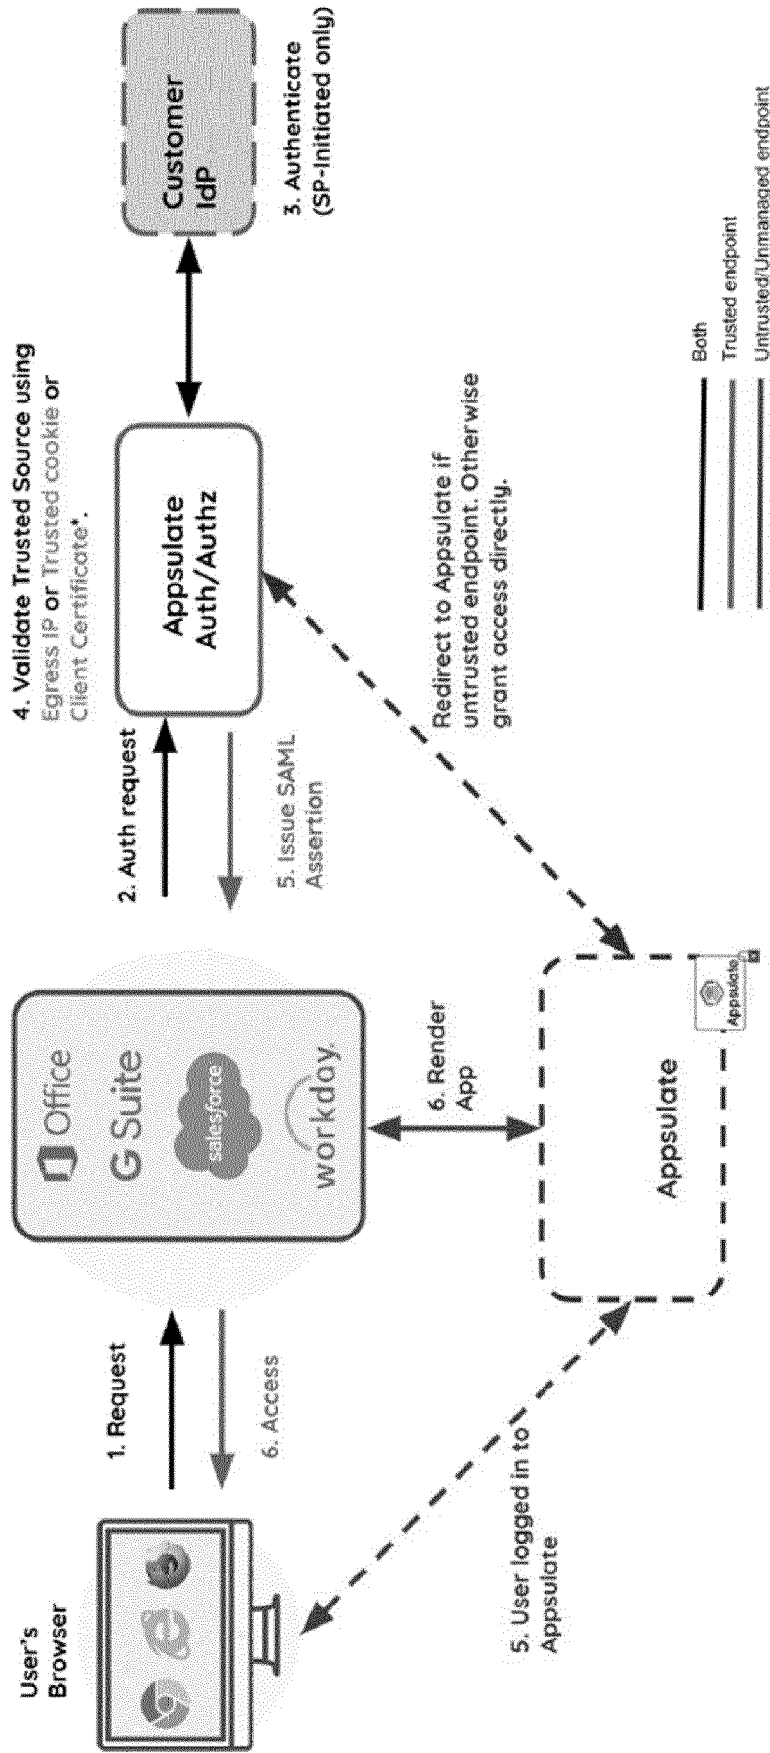 User's
Browser
1. Request
6. Access
Office
G Suite
salesforce
workday.
2. Auth request
5. Issue SAML
Assertion
4. Validate Trusted Source using
Egress IP or Trusted cookie or
Client Certificate*.
Appsulate
Auth/Authz
Customer
IdP
3. Authenticate
(SP-Initiated only)
5. User logged in to
Appsulate
6. Render
App
Appsulate
Appsulate
Redirect to Appsulate if
untrusted endpoint. Otherwise
grant access directly.
Both
Trusted endpoint
Untrusted/Unmanaged endpoint